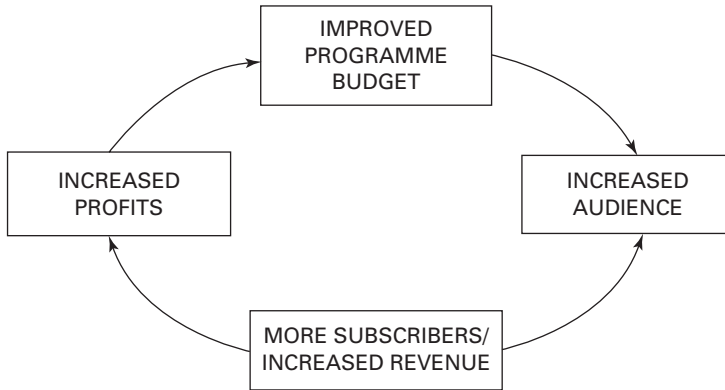 IMPROVED
PROGRAMME
BUDGET
INCREASED
PROFITS
INCREASED
AUDIENCE
MORE SUBSCRIBERS/
INCREASED REVENUE